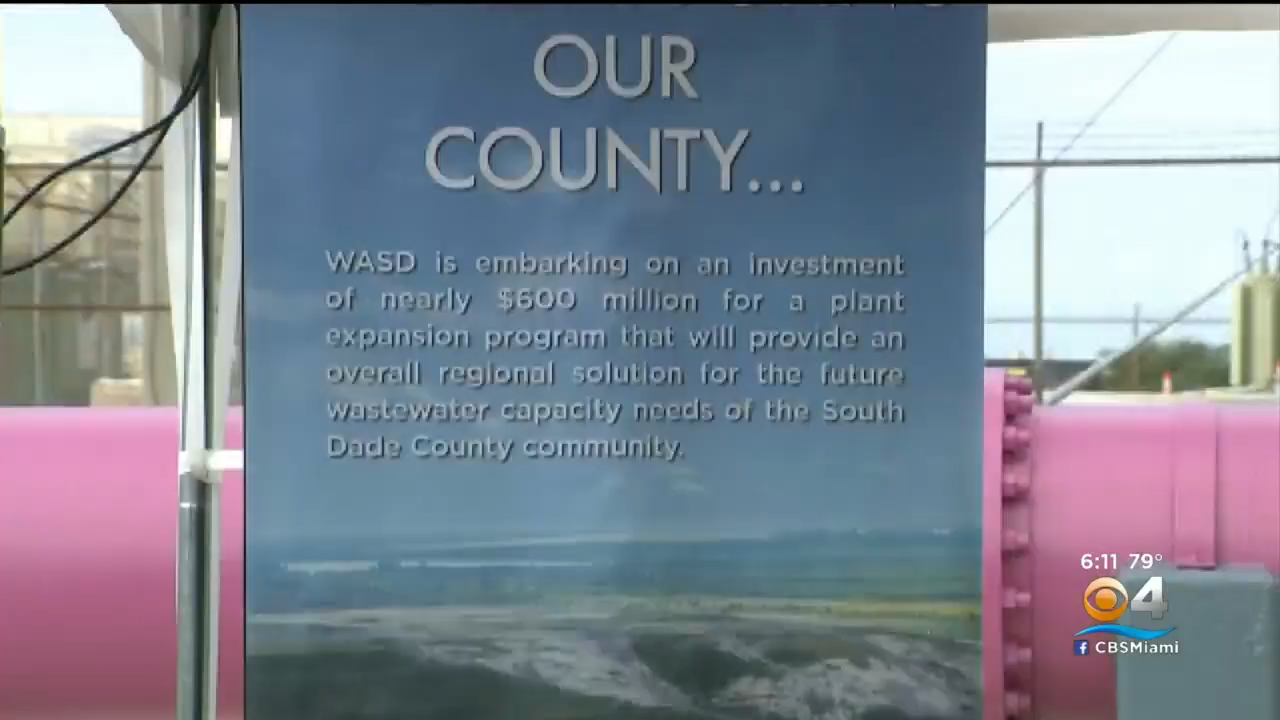 OUR
COUNTY...
WASD is embarking on an investment
of nearly $600 million for a plant
expansion program that will provide an
overall regional solution for the future
wastewater capacity needs of the South
Dade County community.
6:11 79°
4
f CBSMiami